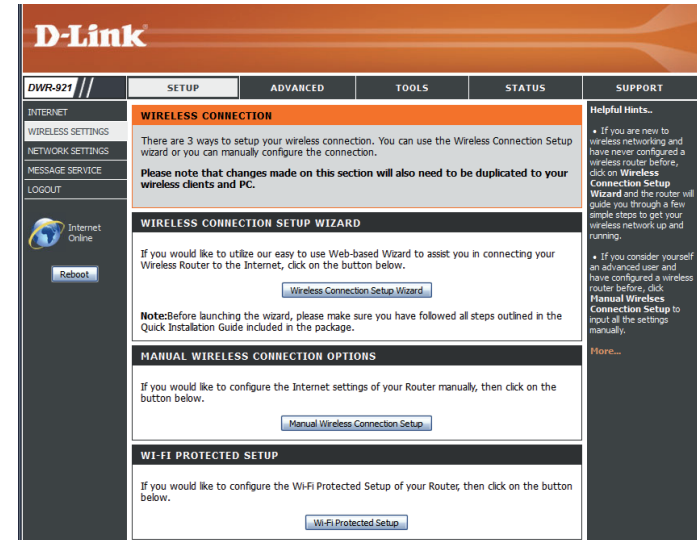 D-Link
DWR-921
SETUP
ADVANCED
TOOLS
STATUS
SUPPORT
INTERNET
WIRELESS SETTINGS
NETWORK SETTINGS
MESSAGE SERVICE
LOGOUT
Internet
Online
Reboot
WIRELESS CONNECTION
There are 3 ways to setup your wireless connection. You can use the Wireless Connection Setup
wizard or you can manually configure the connection.
Please note that changes made on this section will also need to be duplicated to your
wireless clients and PC.
WIRELESS CONNECTION SETUP WIZARD
If you would like to utilize our easy to use Web-based Wizard to assist you in connecting your
Wireless Router to the Internet, click on the button below.
Wireless Connection Setup Wizard
Note:Before launching the wizard, please make sure you have followed all steps outlined in the
Quick Installation Guide included in the package.
MANUAL WIRELESS CONNECTION OPTIONS
If you would like to configure the Internet settings of your Router manually, then click on the
button below.
Manual Wireless Connection Setup
WI-FI PROTECTED SETUP
If you would like to configure the Wi-Fi Protected Setup of your Router, then click on the button
below.
Wi-Fi Protected Setup
Helpful Hints..
• If you are new to
wireless networking and
have never configured a
wireless router before,
click on Wireless
Connection Setup
Wizard and the router will
guide you through a few
simple steps to get your
wireless network up and
running.
• If you consider yourself
an advanced user and
have configured a wireless
router before, click
Manual Wirelses
Connection Setup to
input all the settings
manually.
More...